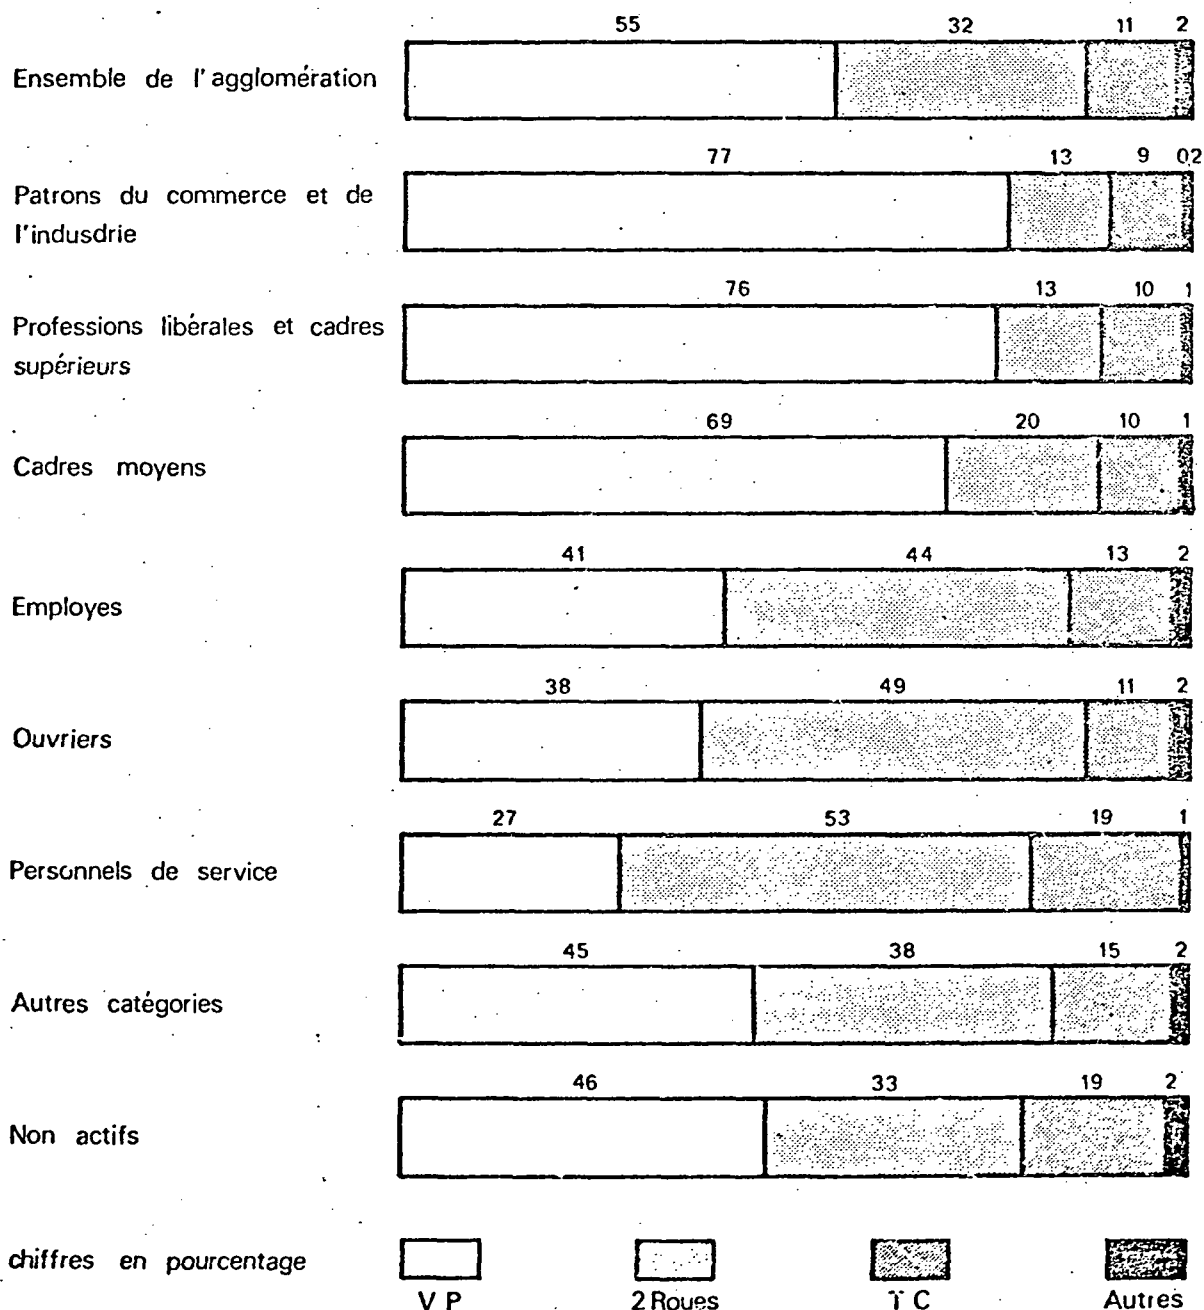 55 32 11 2
Ensemble de l'agglomération
77 13 9 02
Patrons du commerce et de
l'indusdrie
76 13 10 1
Professions libérales et cadres
supérieurs
69 20 10 1
Cadres moyens
41 44 13 2
Employes
38 49 11 2
Ouvriers
27 53 19 1
Personnels de service
45 38 15 2
Autres catégories
46 33 19 2
Non actifs
chiffres en pourcentage
V P 2 Roues T C Autres